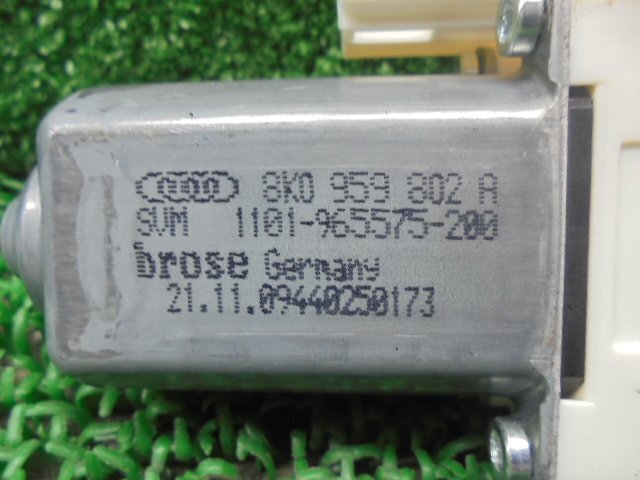 8K0 959 802 A
SVM 1101-965575-200
brose Germany
21.11.09440250173